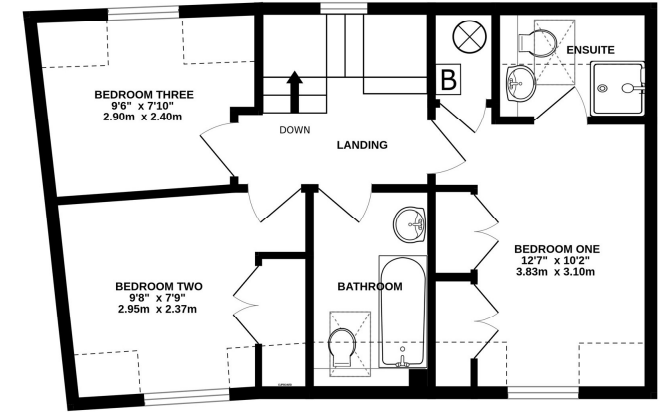 BEDROOM THREE
9'6" x 7'10"
2.90m x 2.40m
DOWN
LANDING
B
ENSUITE
BEDROOM ONE
12'7" x 10'2"
3.83m x 3.10m
BEDROOM TWO
9'8" x 7'9"
2.95m x 2.37m
BATHROOM